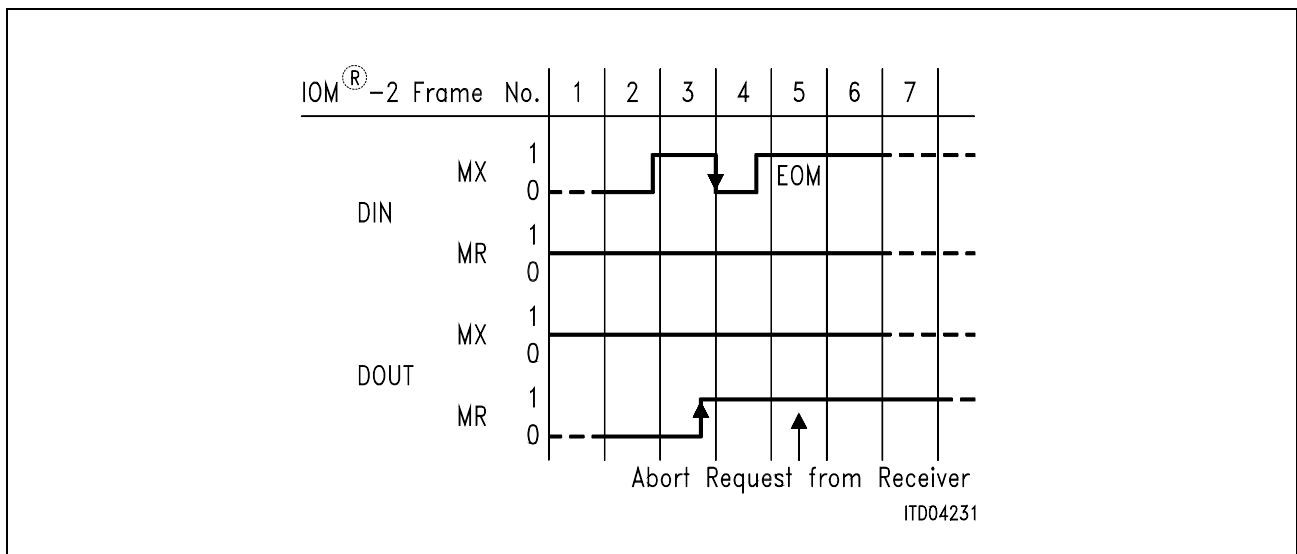 IOM®-2 Frame No. 1 2 3 4 5 6 7
MX 1
0
EOM
DIN
MR 1
0
MX 1
0
DOUT
MR 1
0
Abort Request from Receiver
ITD04231